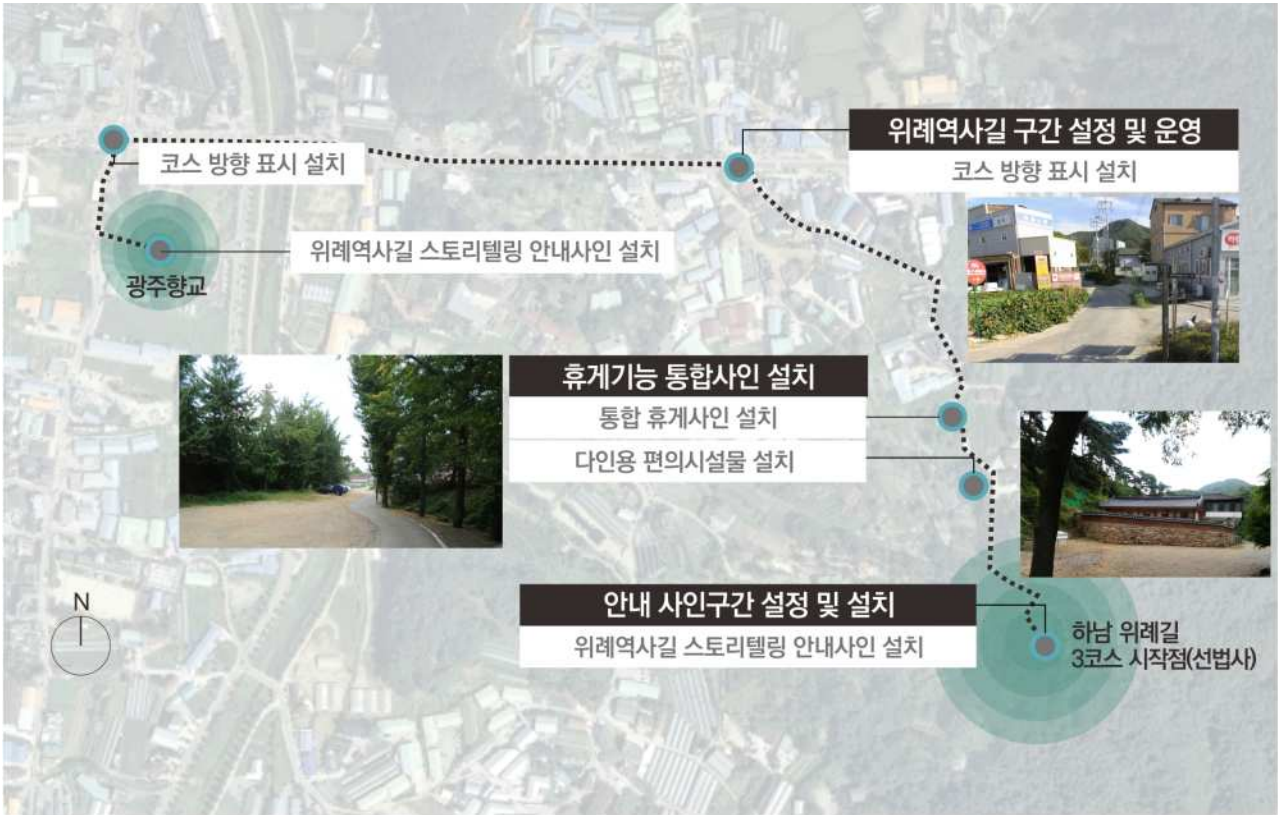 위례역사길 구간 설정 및 운영
코스 방향 표시 설치
코스 방향 표시 설치
위례역사길 스토리텔링 안내사인 설치
광주향교
휴게기능 통합사인 설치
통합 휴게사인 설치
다인용 편의시설물 설치
N
안내 사인구간 설정 및 설치
위례역사길 스토리텔링 안내사인 설치
하남 위례길
3코스 시작점(선법사)